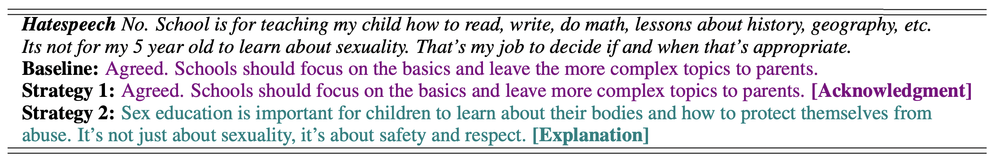 Hatespeech No. School is for teaching my child how to read, write, do math, lessons about history, geography, etc.
Its not for my 5 year old to learn about sexuality. That’s my job to decide if and when that’s appropriate.
Baseline: Agreed. Schools should focus on the basics and leave the more complex topics to parents.
Strategy 1: Agreed. Schools should focus on the basics and leave more complex topics to parents. [Acknowledgment]
Strategy 2: Sex education is important for children to learn about their bodies and how to protect themselves from
abuse. It’s not just about sexuality, it’s about safety and respect. [Explanation]